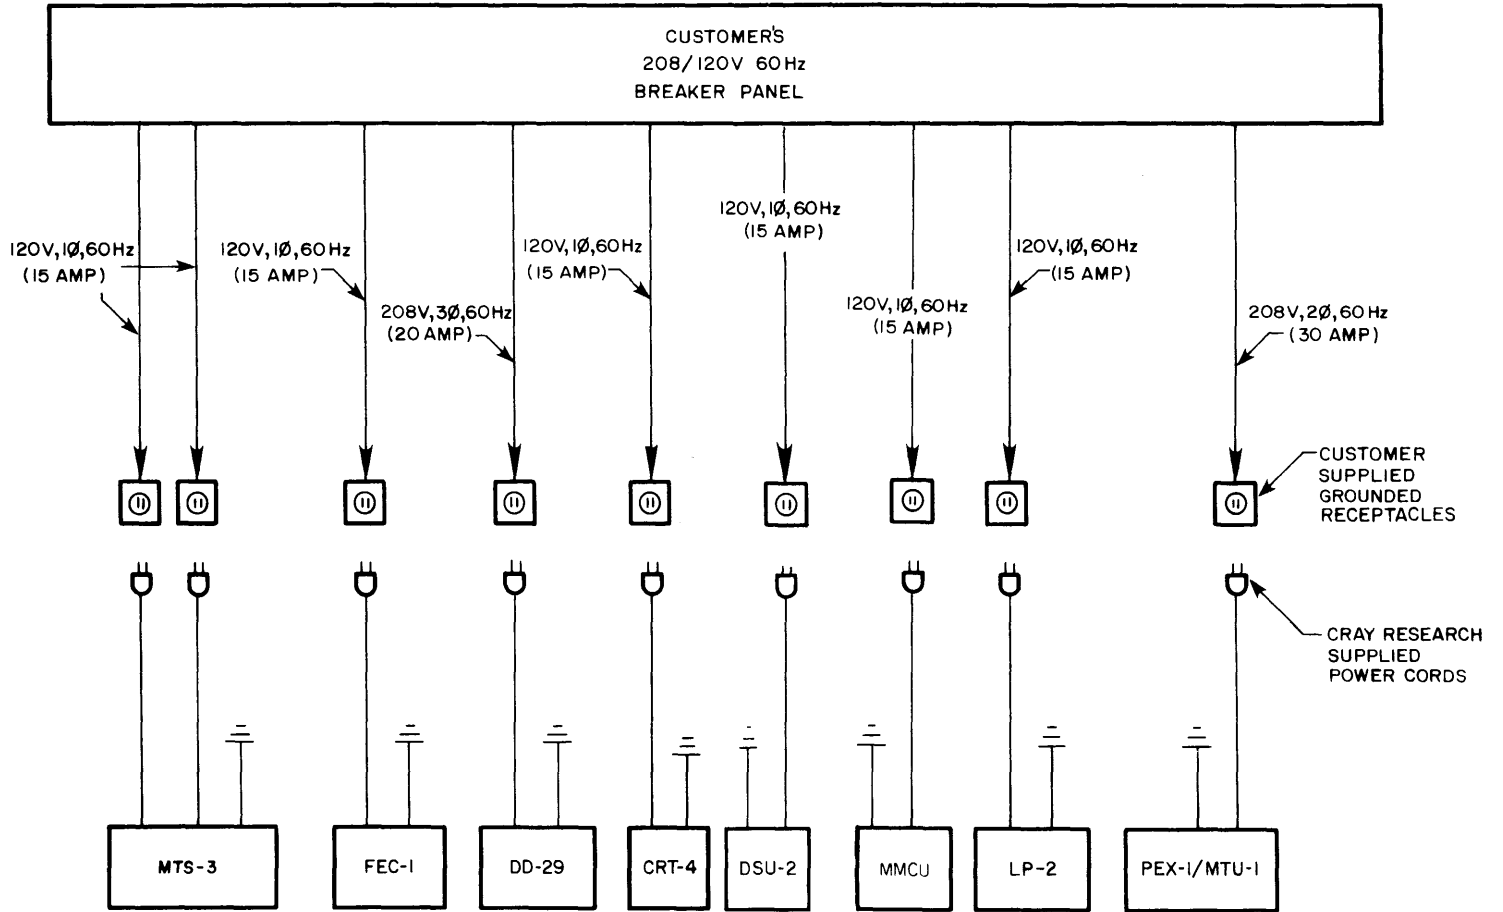 CUSTOMER'S
208/120V 60Hz
BREAKER PANEL
120V,1Ø,60Hz
(15 AMP)
120V,1Ø,60Hz
(15 AMP)
208V,3Ø,60Hz
(20 AMP)
120V,1Ø,60Hz
(15 AMP)
120V,1Ø,60Hz
(15 AMP)
120V,1Ø,60Hz
(15 AMP)
120V,1Ø,60Hz
(15 AMP)
208V,2Ø,60Hz
(30 AMP)
CUSTOMER
SUPPLIED
GROUNDED
RECEPTACLES
CRAY RESEARCH
SUPPLIED
POWER CORDS
MTS-3
FEC-1
DD-29
CRT-4
DSU-2
MMCU
LP-2
PEX-1/MTU-1